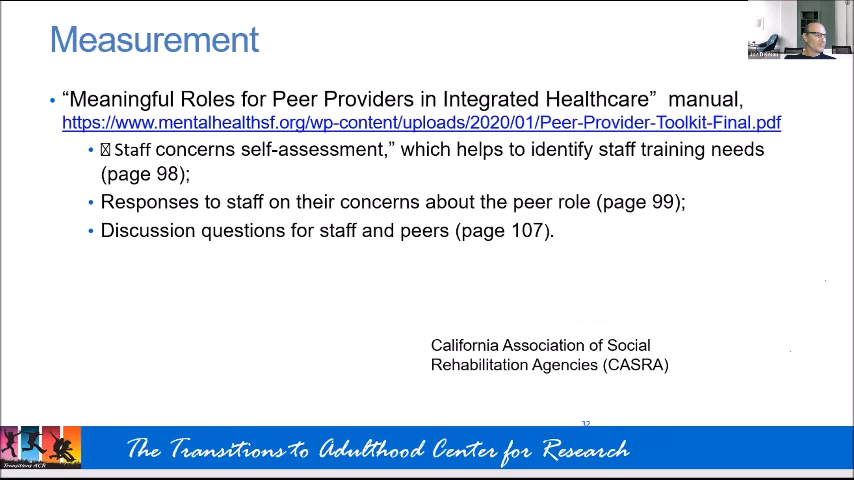 Measurement
• “Meaningful Roles for Peer Providers in Integrated Healthcare” manual,
https://www.mentalhealthsf.org/wp-content/uploads/2020/01/Peer-Provider-Toolkit-Final.pdf
• Staff concerns self-assessment,” which helps to identify staff training needs
(page 98);
• Responses to staff on their concerns about the peer role (page 99);
• Discussion questions for staff and peers (page 107).
California Association of Social
Rehabilitation Agencies (CASRA)
32
Transitions ACR
The Transitions to Adulthood Center for Research